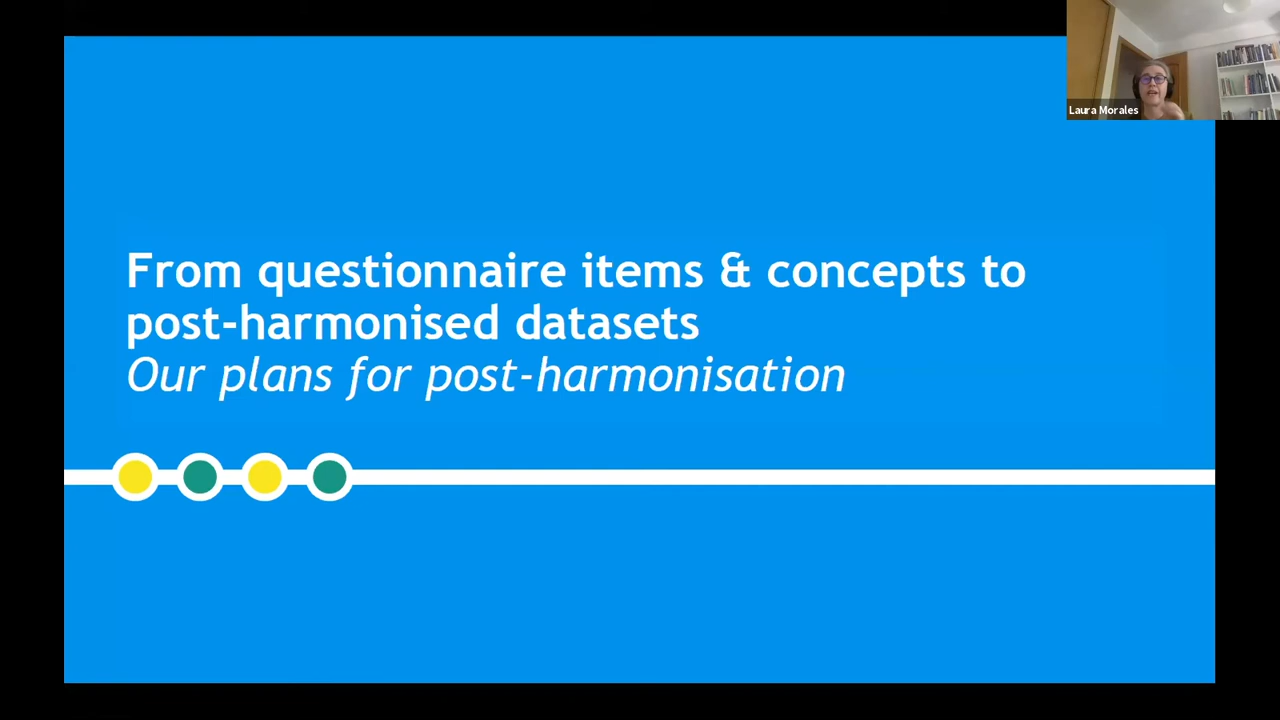 Laura Morales
From questionnaire items & concepts to
post-harmonised datasets
Our plans for post-harmonisation